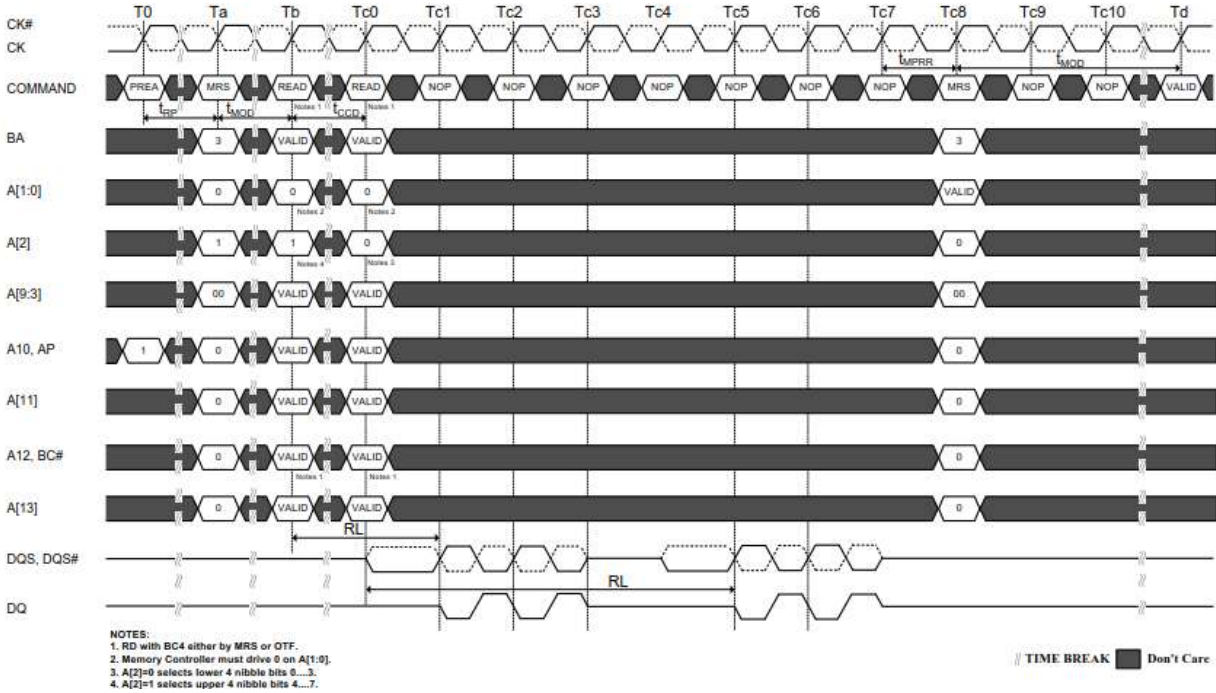 T0 Ta Tb Tc0 Tc1 Tc2 Tc3 Tc4 Tc5 Tc6 Tc7 Tc8 Tc9 Tc10 Td
CK#
CK
tMPRR tMOD
COMMAND PREA MRS READ READ NOP NOP NOP NOP NOP NOP NOP MRS NOP NOP VALID
Notes 1 Notes 1
tRP tMOD tCCD
BA 3 VALID VALID 3
A[1:0] 0 0 0 VALID
Notes 2 Notes 2
A[2] 1 1 0 0
Notes 4 Notes 3
A[9:3] 00 VALID VALID 00
A10, AP 1 0 VALID VALID 0
A[11] 0 VALID VALID 0
A12, BC# 0 VALID VALID 0
Notes 1 Notes 1
A[13] 0 VALID VALID 0
RL
DQS, DQS#
RL
DQ
NOTES:
1. RD with BC4 either by MRS or OTF.
2. Memory Controller must drive 0 on A[1:0].
3. A[2]=0 selects lower 4 nibble bits 0....3.
4. A[2]=1 selects upper 4 nibble bits 4....7.
TIME BREAK Don't Care